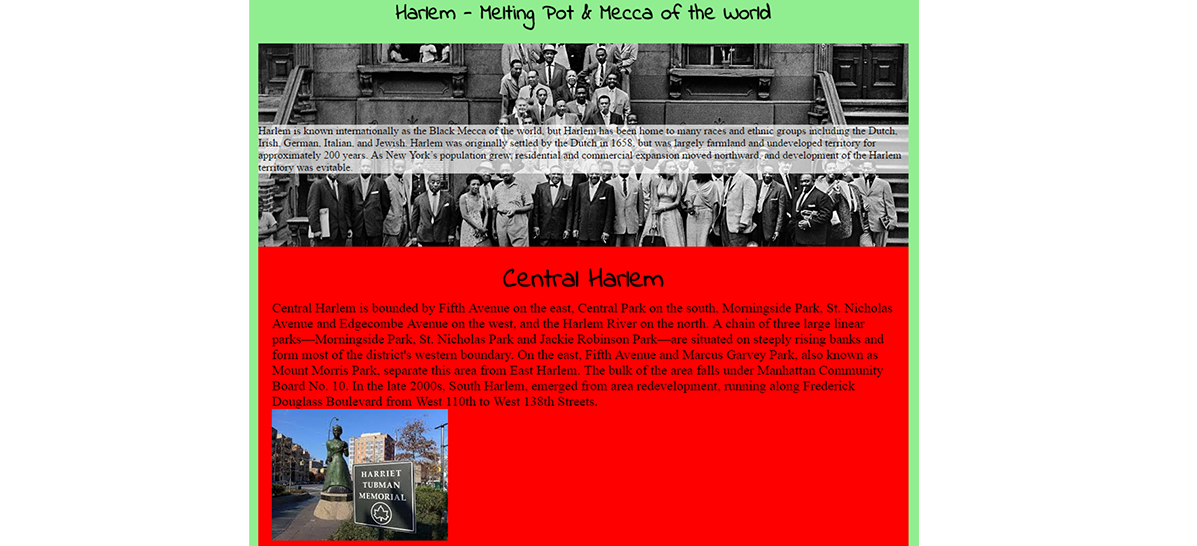 Harlem - Melting Pot & Mecca of the World
Harlem is known internationally as the Black Mecca of the world, but Harlem has been home to many races and ethnic groups including the Dutch,
Irish, German, Italian, and Jewish. Harlem was originally settled by the Dutch in 1658, but was largely farmland and undeveloped territory for
approximately 200 years. As New York's population grew, residential and commercial expansion moved northward, and development of the Harlem
territory was evitable.
Central Harlem
Central Harlem is bounded by Fifth Avenue on the east, Central Park on the south, Morningside Park, St. Nicholas
Avenue and Edgecombe Avenue on the west, and the Harlem River on the north. A chain of three large linear
parks—Morningside Park, St. Nicholas Park and Jackie Robinson Park—are situated on steeply rising banks and
form most of the district's western boundary. On the east, Fifth Avenue and Marcus Garvey Park, also known as
Mount Morris Park, separate this area from East Harlem. The bulk of the area falls under Manhattan Community
Board No. 10. In the late 2000s, South Harlem, emerged from area redevelopment, running along Frederick
Douglass Boulevard from West 110th to West 138th Streets.
HARRIET
TUBMAN
MEMORIAL